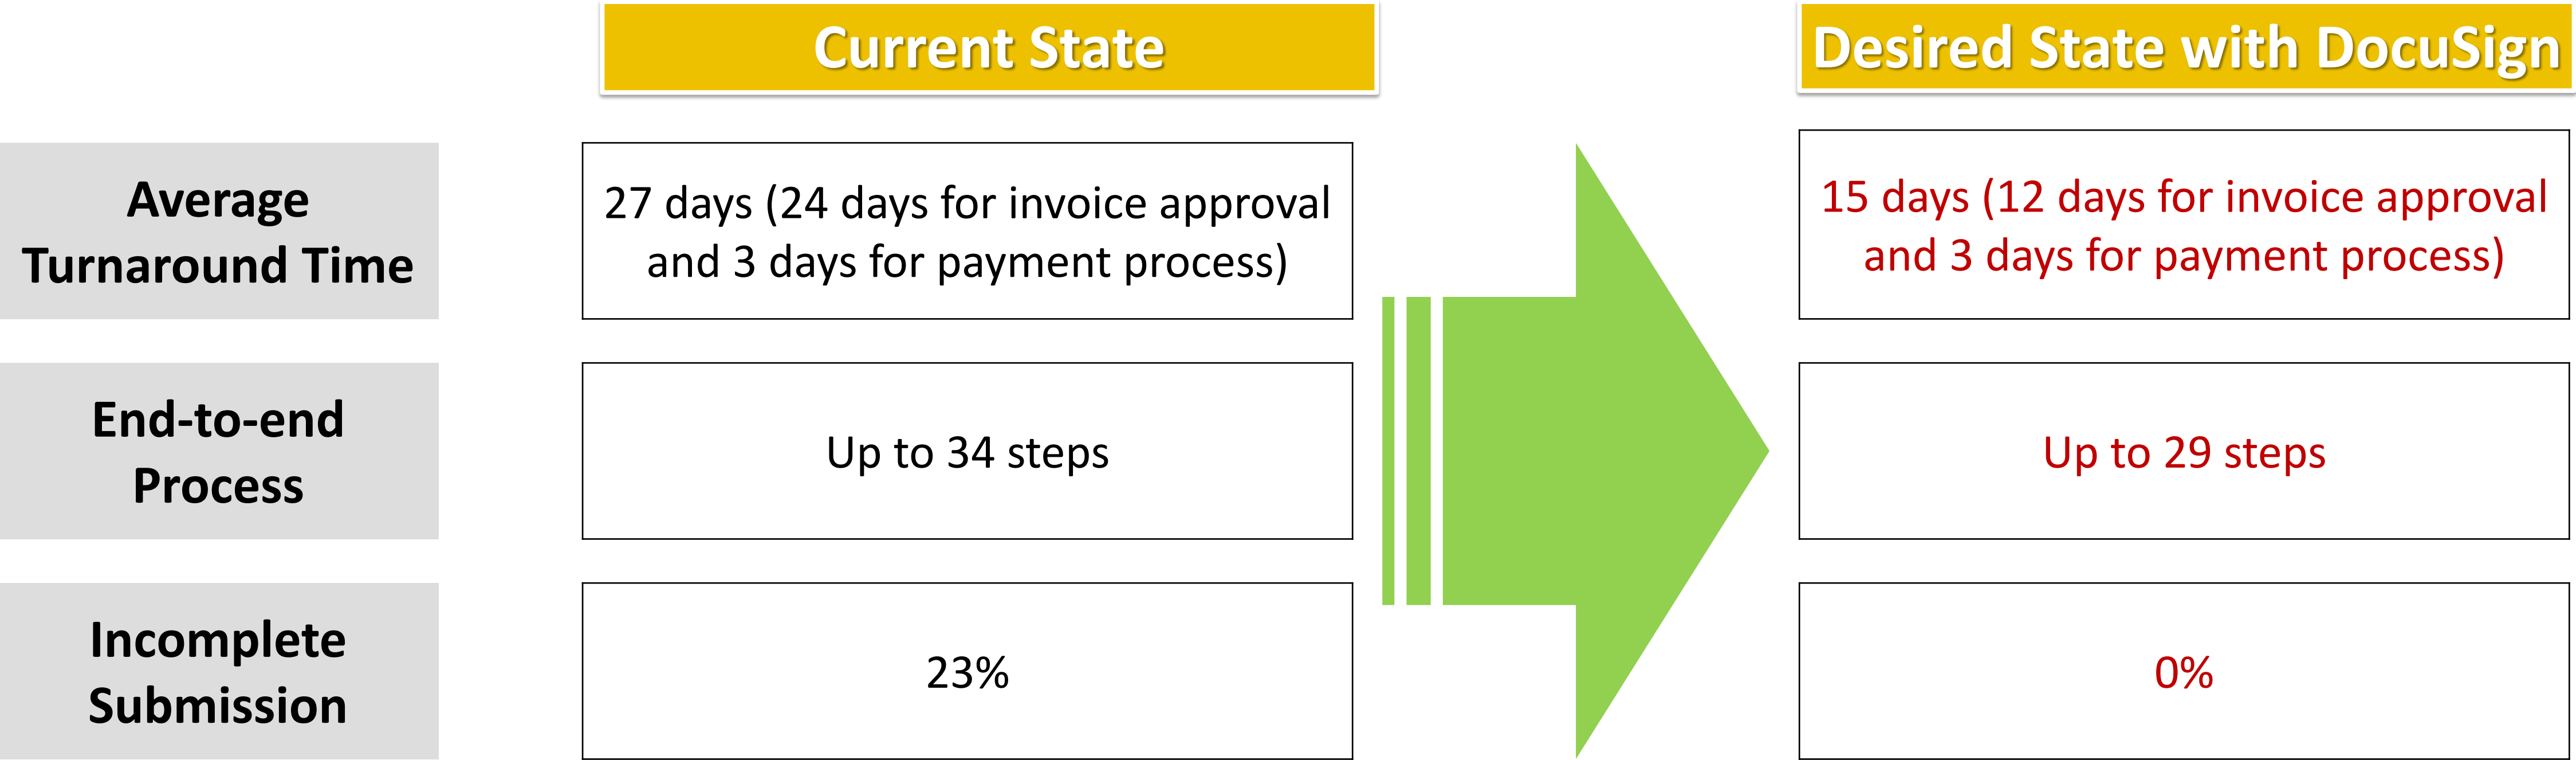 Current State
Desired State with DocuSign
Average
Turnaround Time
27 days (24 days for invoice approval
and 3 days for payment process)
15 days (12 days for invoice approval
and 3 days for payment process)
End-to-end
Process
Up to 34 steps
Up to 29 steps
Incomplete
Submission
23%
0%